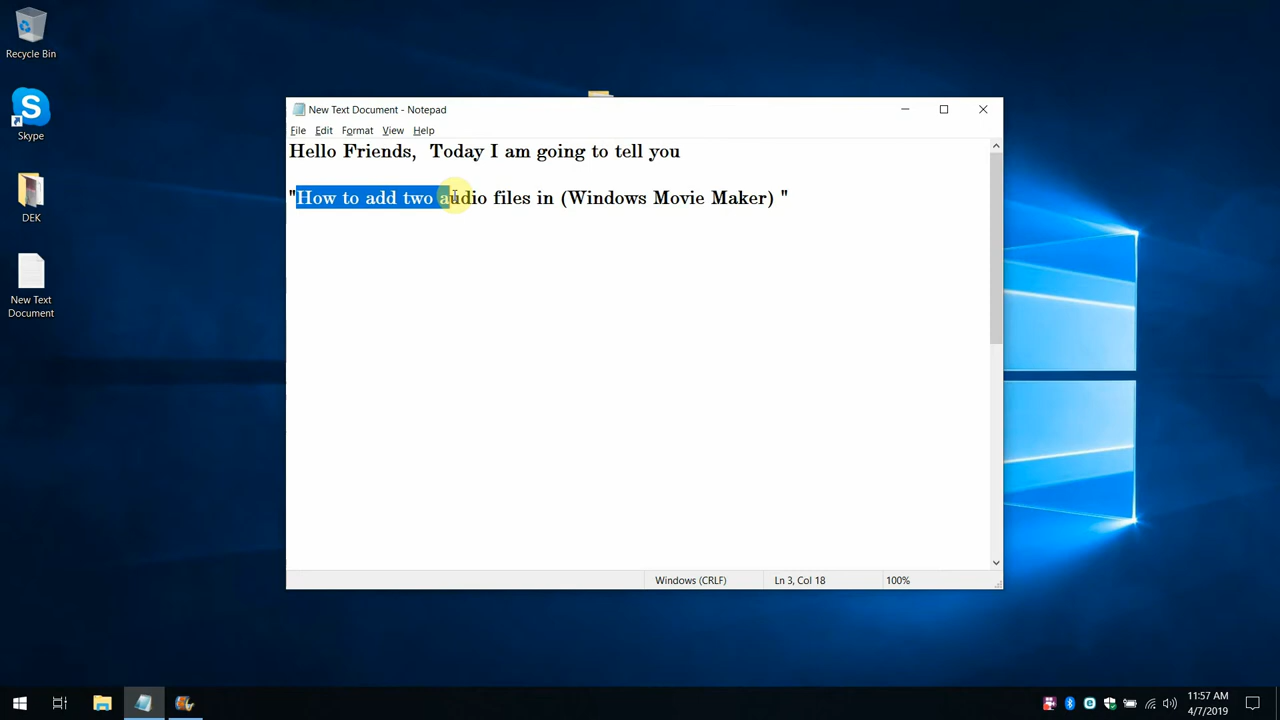 Recycle Bin
Skype
DEK
New Text
Document
New Text Document - Notepad
File Edit Format View Help
Hello Friends,  Today I am going to tell you
"How to add two audio files in (Windows Movie Maker) "
Windows (CRLF) Ln 3, Col 18 100%
11:57 AM
4/7/2019